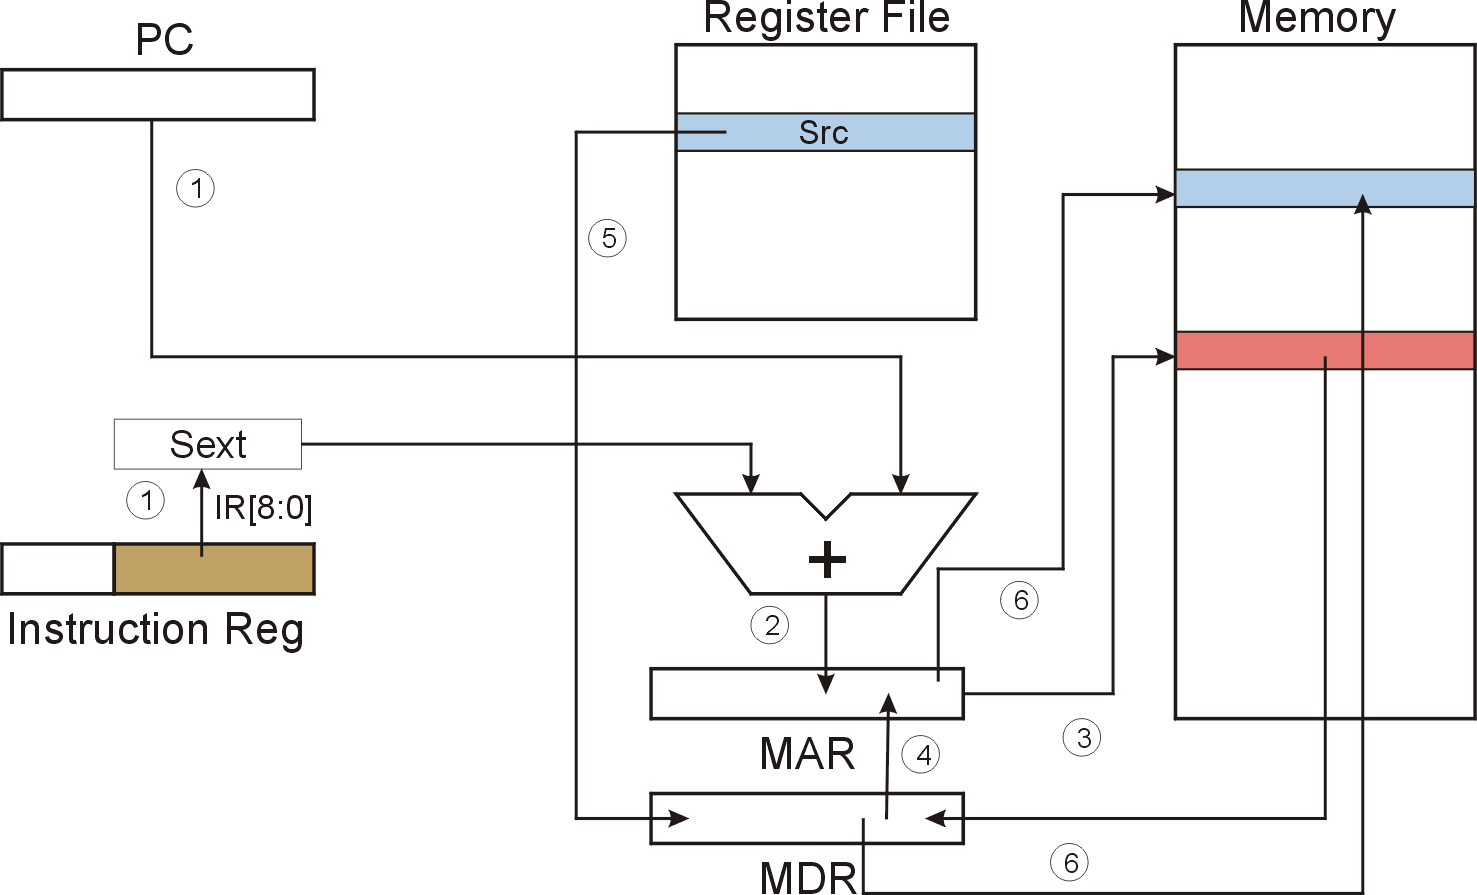 PC
Register File
Memory
Src
1
5
Sext
1
IR[8:0]
+
Instruction Reg
2
6
MAR
4
3
MDR
6